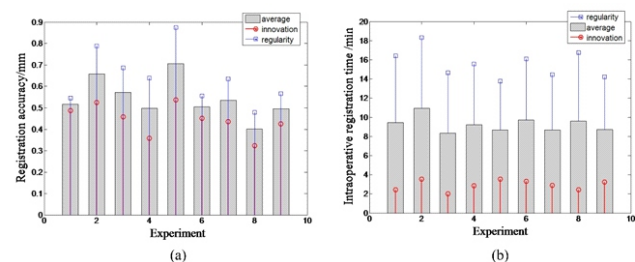 average
innovation
regularity
0.9
0.8
0.7
0.6
0.5
0.4
0.3
0.2
0.1
0
0 2 4 6 8 10
Registration accuracy/mm
Experiment
(a)
regularity
average
innovation
20
18
16
14
12
10
8
6
4
2
0
0 2 4 6 8 10
Intraoperative registration time /min
Experiment
(b)